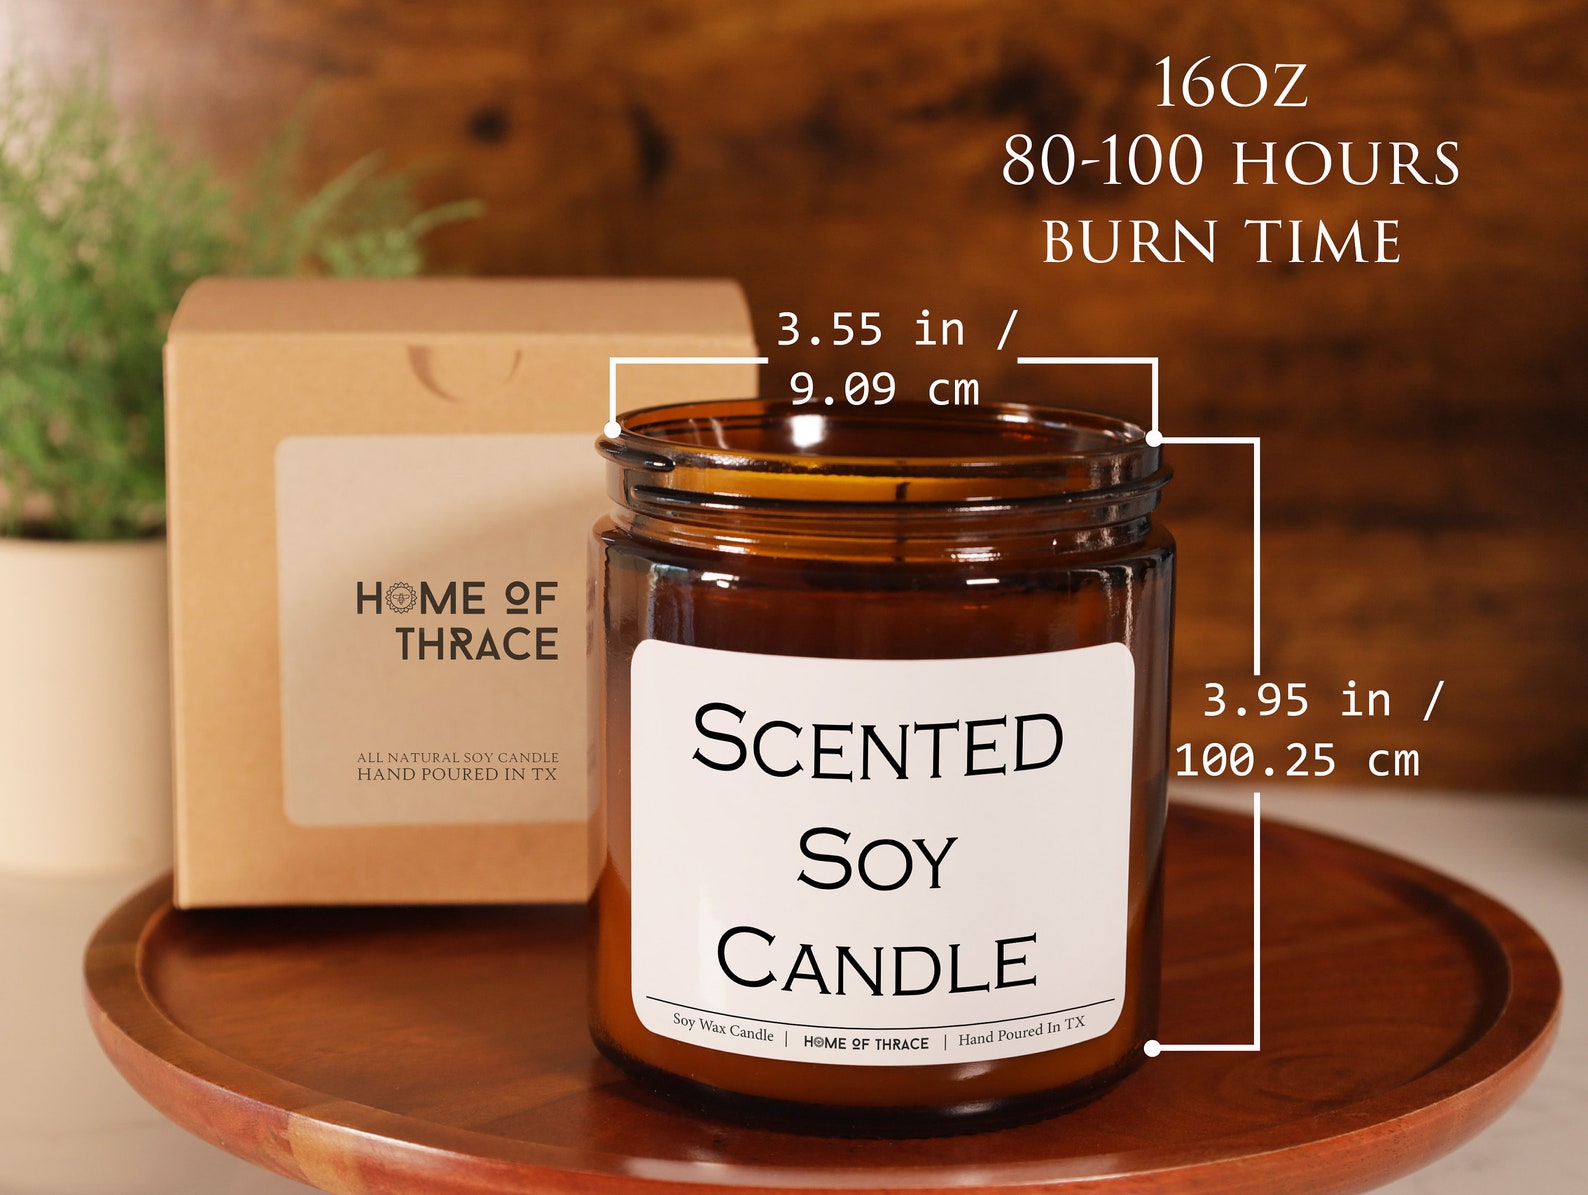 16OZ
80-100 HOURS
BURN TIME
3.55 in /
9.09 cm
3.95 in /
100.25 cm
HOME OF
THRACE
ALL NATURAL SOY CANDLE
HAND POURED IN TX
SCENTED
SOY
CANDLE
Soy Wax Candle | HOME OF THRACE | Hand Poured In TX